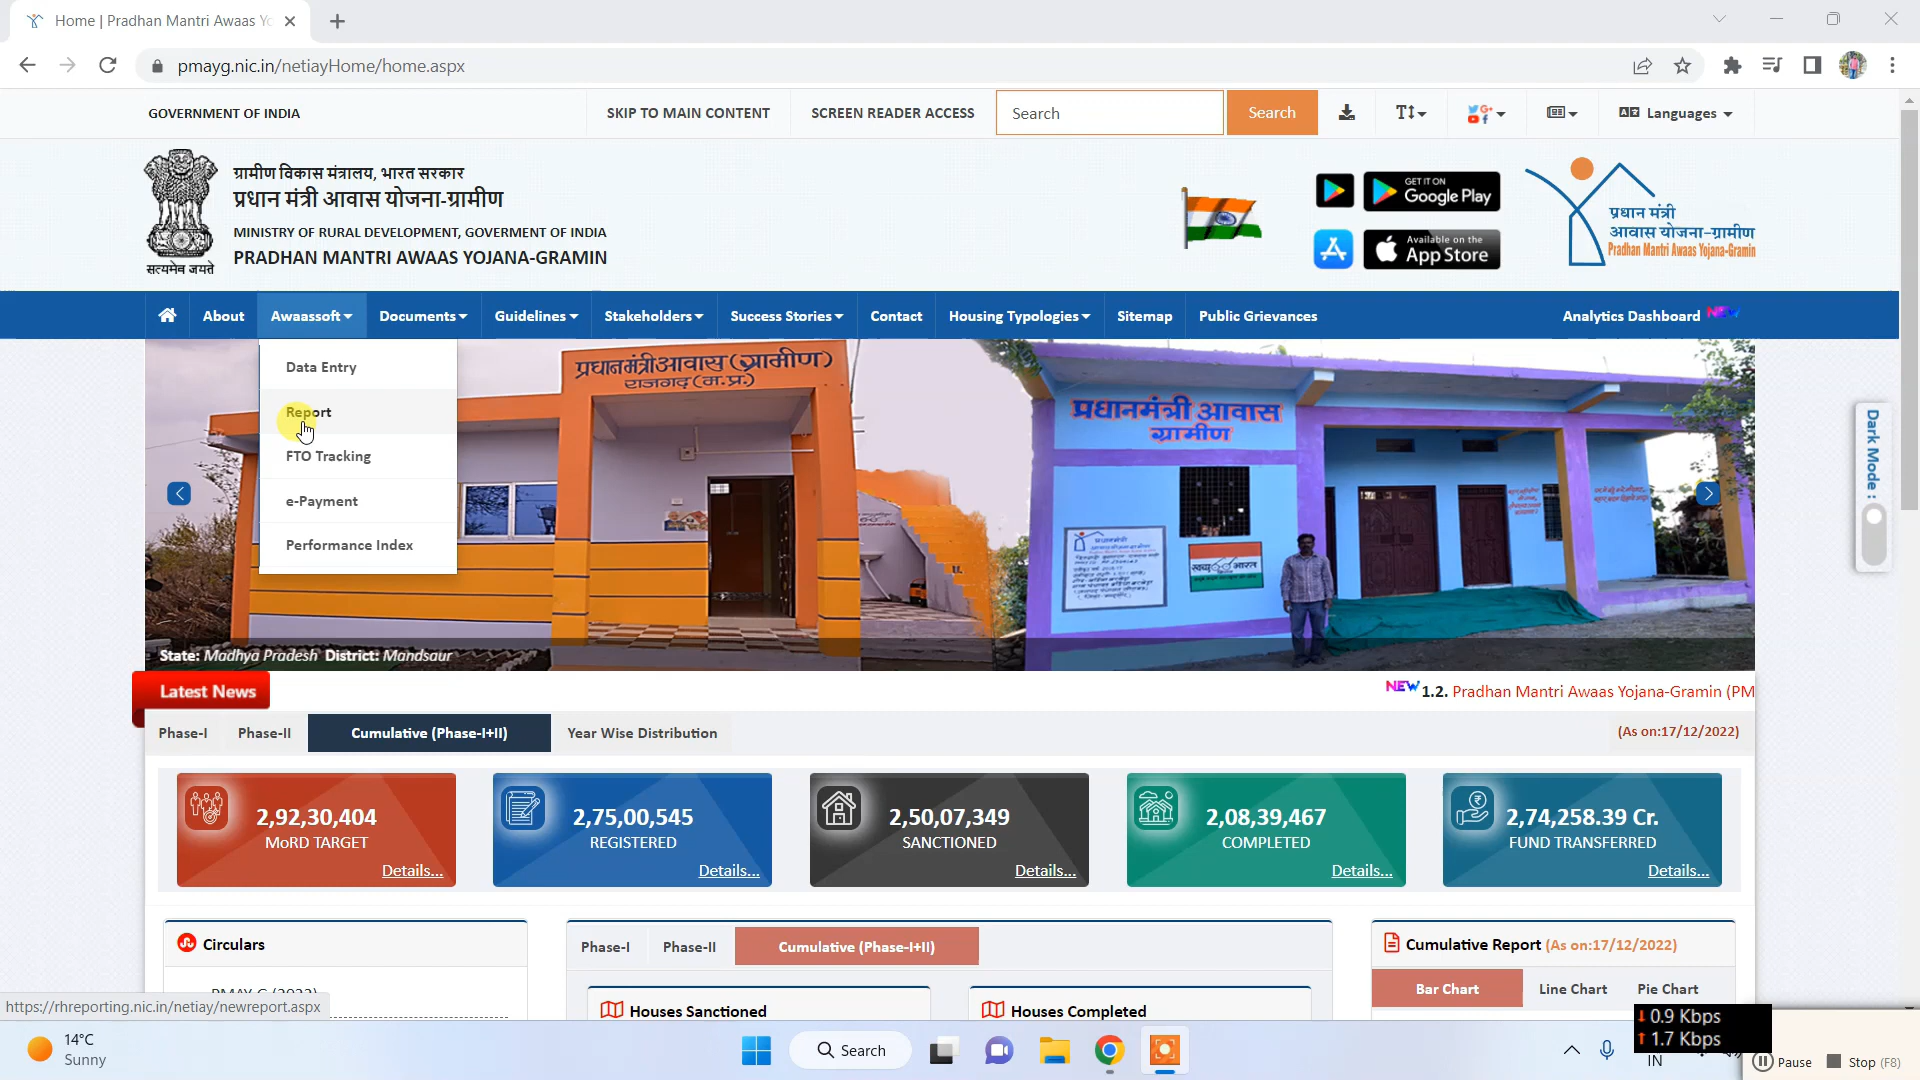 Home | Pradhan Mantri Awaas Yo
pmayg.nic.in/netiayHome/home.aspx
GOVERNMENT OF INDIA
SKIP TO MAIN CONTENT
SCREEN READER ACCESS
Search
Search
Languages
ग्रामीण विकास मंत्रालय, भारत सरकार
प्रधान मंत्री आवास योजना-ग्रामीण
MINISTRY OF RURAL DEVELOPMENT, GOVERMENT OF INDIA
PRADHAN MANTRI AWAAS YOJANA-GRAMIN
सत्यमेव जयते
GET IT ON
Google Play
Available on the
App Store
प्रधान मंत्री
आवास योजना-ग्रामीण
Pradhan Mantri Awaas Yojana-Gramin
About
Awaassoft
Documents
Guidelines
Stakeholders
Success Stories
Contact
Housing Typologies
Sitemap
Public Grievances
Analytics Dashboard NEW
Data Entry
Report
FTO Tracking
e-Payment
Performance Index
प्रधानमंत्री आवास (ग्रामीण)
राजगढ़ (म.प्र.)
प्रधानमंत्री आवास
ग्रामीण
स्वच्छ भारत
Dark Mode :
State: Madhya Pradesh District: Mandsaur
Latest News
NEW 1.2. Pradhan Mantri Awaas Yojana-Gramin (PM
Phase-I
Phase-II
Cumulative (Phase-I+II)
Year Wise Distribution
(As on:17/12/2022)
2,92,30,404
MoRD TARGET
Details...
2,75,00,545
REGISTERED
Details...
2,50,07,349
SANCTIONED
Details...
2,08,39,467
COMPLETED
Details...
2,74,258.39 Cr.
FUND TRANSFERRED
Details...
Circulars
PMAY-G (2022)
Phase-I
Phase-II
Cumulative (Phase-I+II)
Houses Sanctioned
Houses Completed
Cumulative Report (As on:17/12/2022)
Bar Chart
Line Chart
Pie Chart
https://rhreporting.nic.in/netiay/newreport.aspx
14°C
Sunny
Search
0.9 Kbps
1.7 Kbps
IN
Pause
Stop (F8)